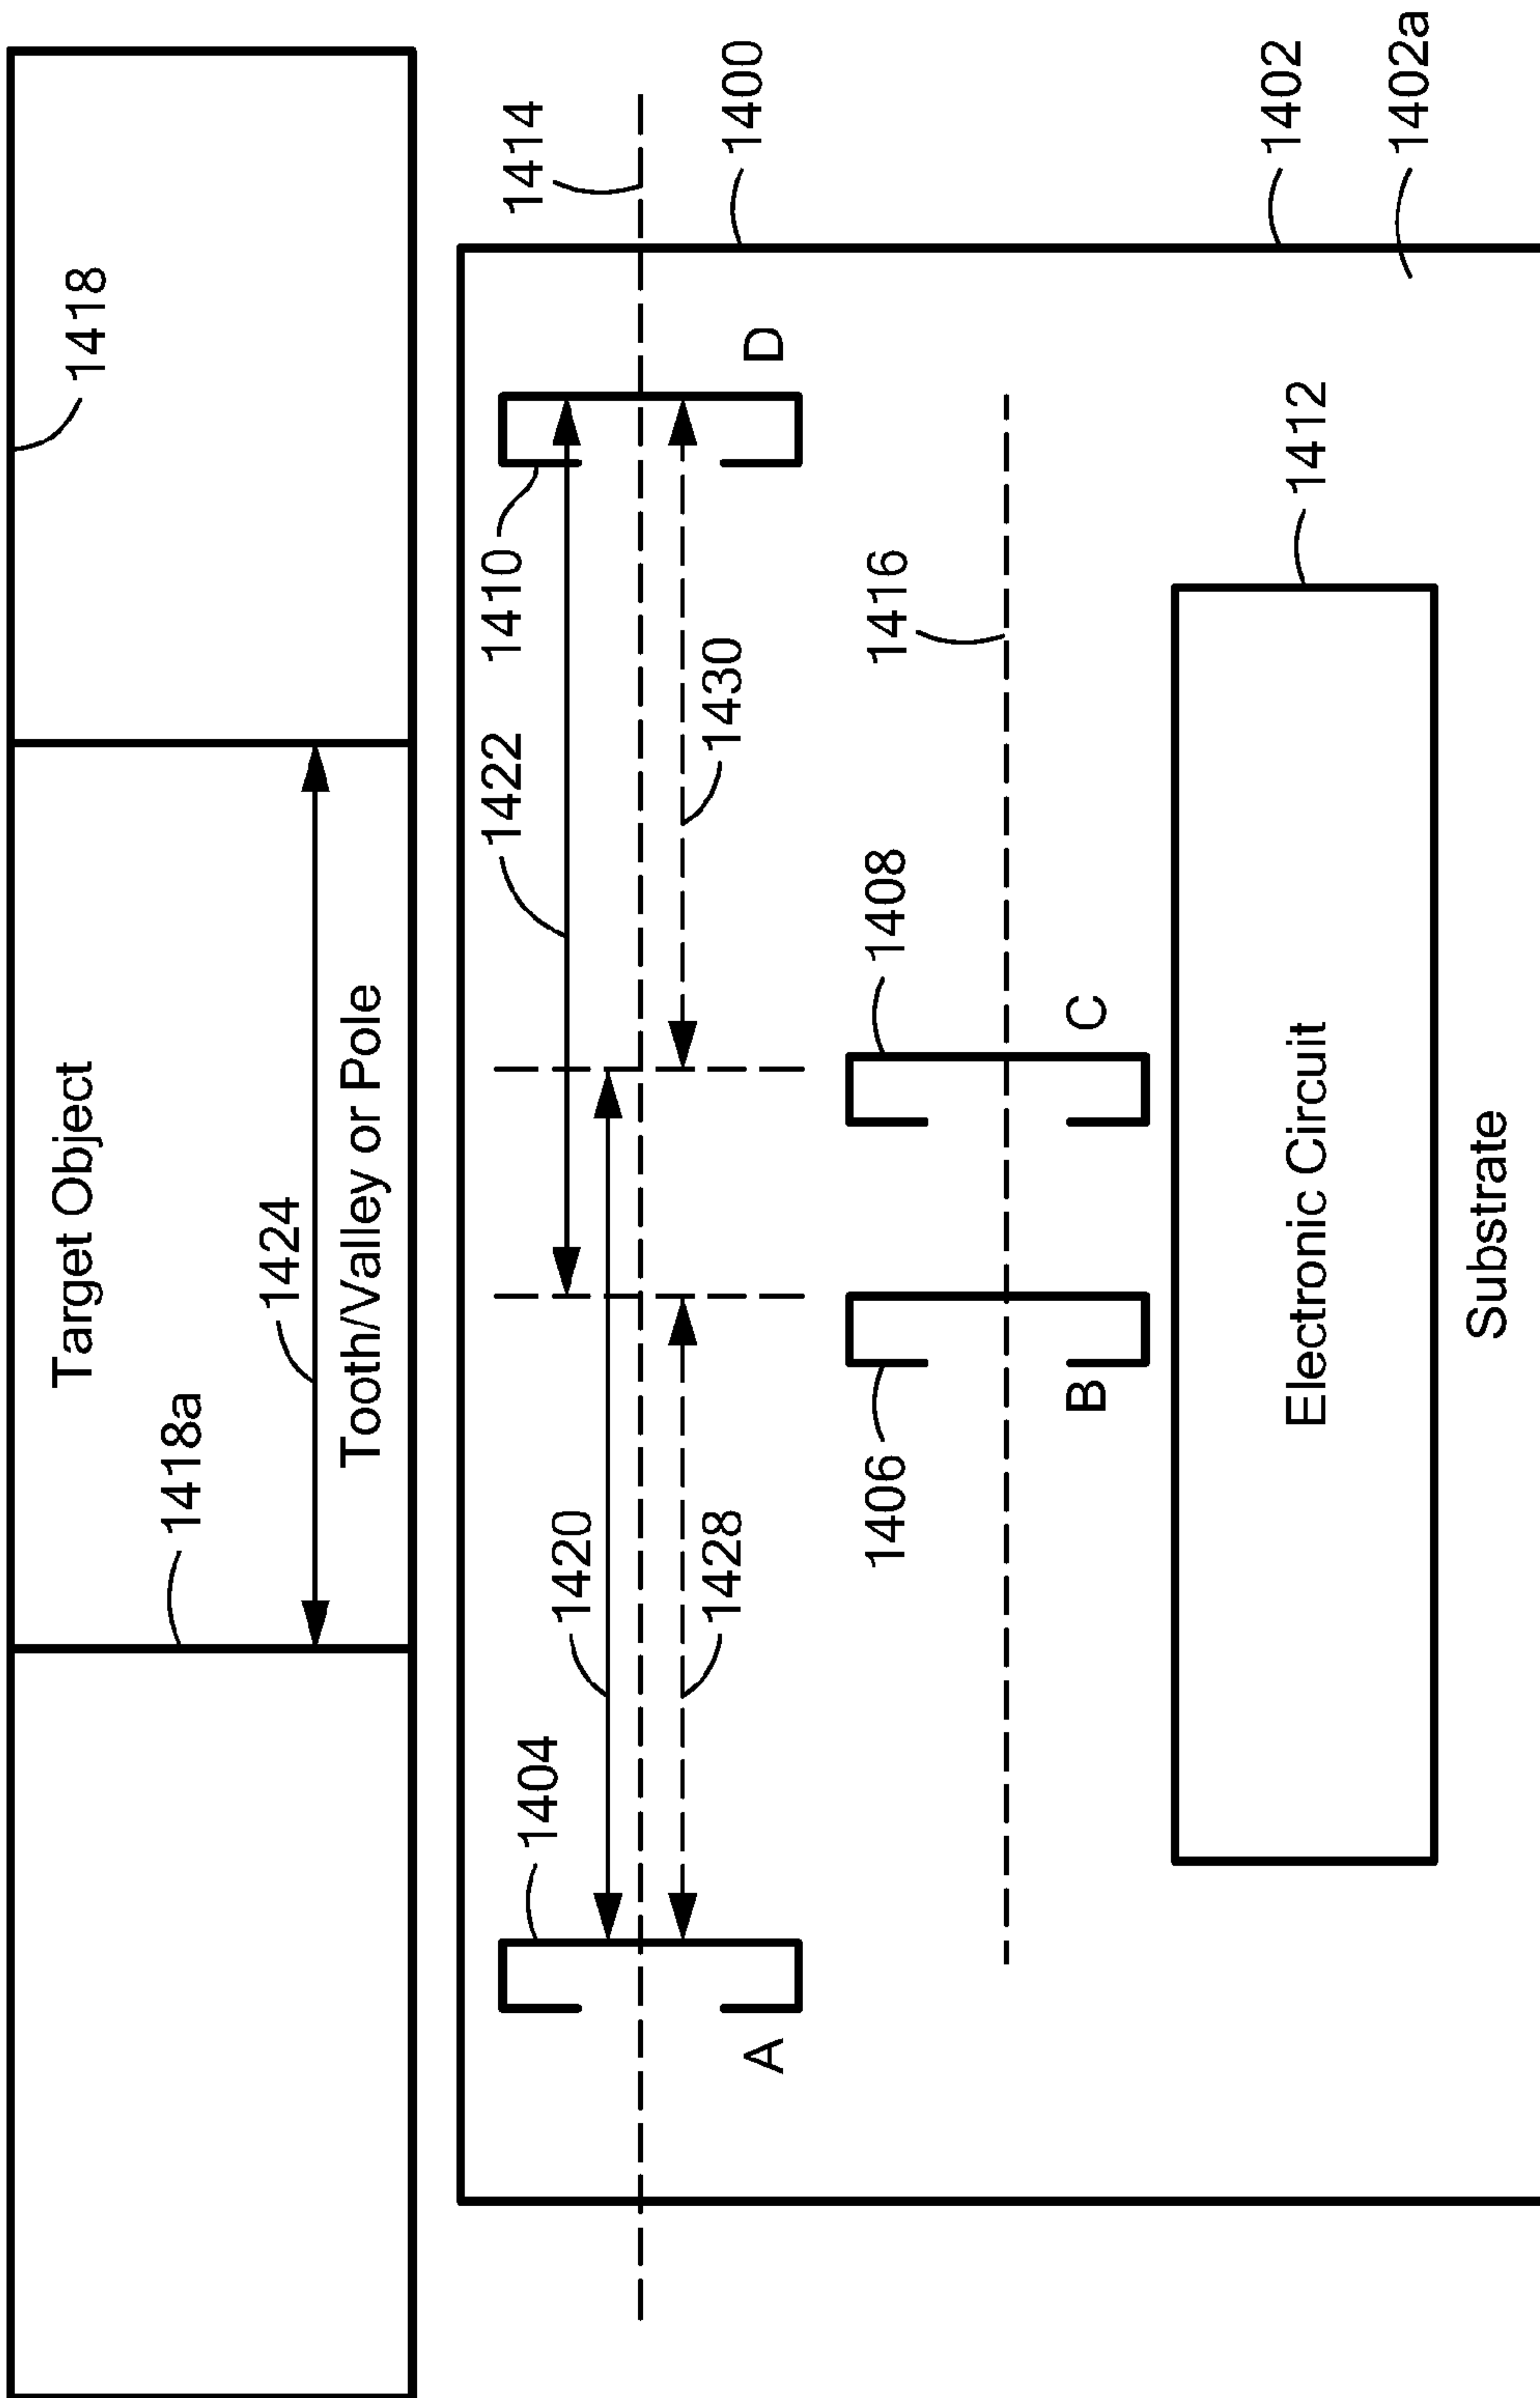 1418
Target Object
1418a
1424
Tooth/Valley or Pole
1414
1400
1422
1410
1420
1404
1430
1428
D
A
1416
1408
1406
C
B
1402
1412
Electronic Circuit
1402a
Substrate